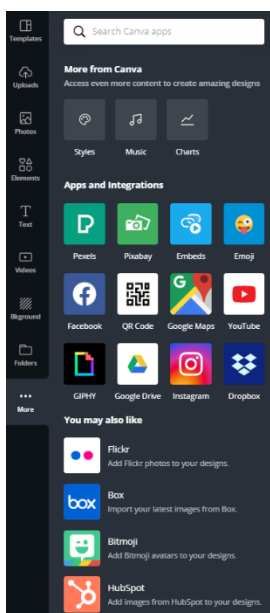 Search Canva apps
Templates
Uploads
Photos
Elements
Text
Videos
Bkground
Folders
More
More from Canva
Access even more content to create amazing designs
Styles Music Charts
Apps and Integrations
Pexels Pixabay Embeds Emoji
Facebook QR Code Google Maps YouTube
GIPHY Google Drive Instagram Dropbox
You may also like
Flickr
Add Flickr photos to your designs.
box
Box
Import your latest images from Box.
Bitmoji
Add Bitmoji avatars to your designs.
HubSpot
Add images from HubSpot to your designs.